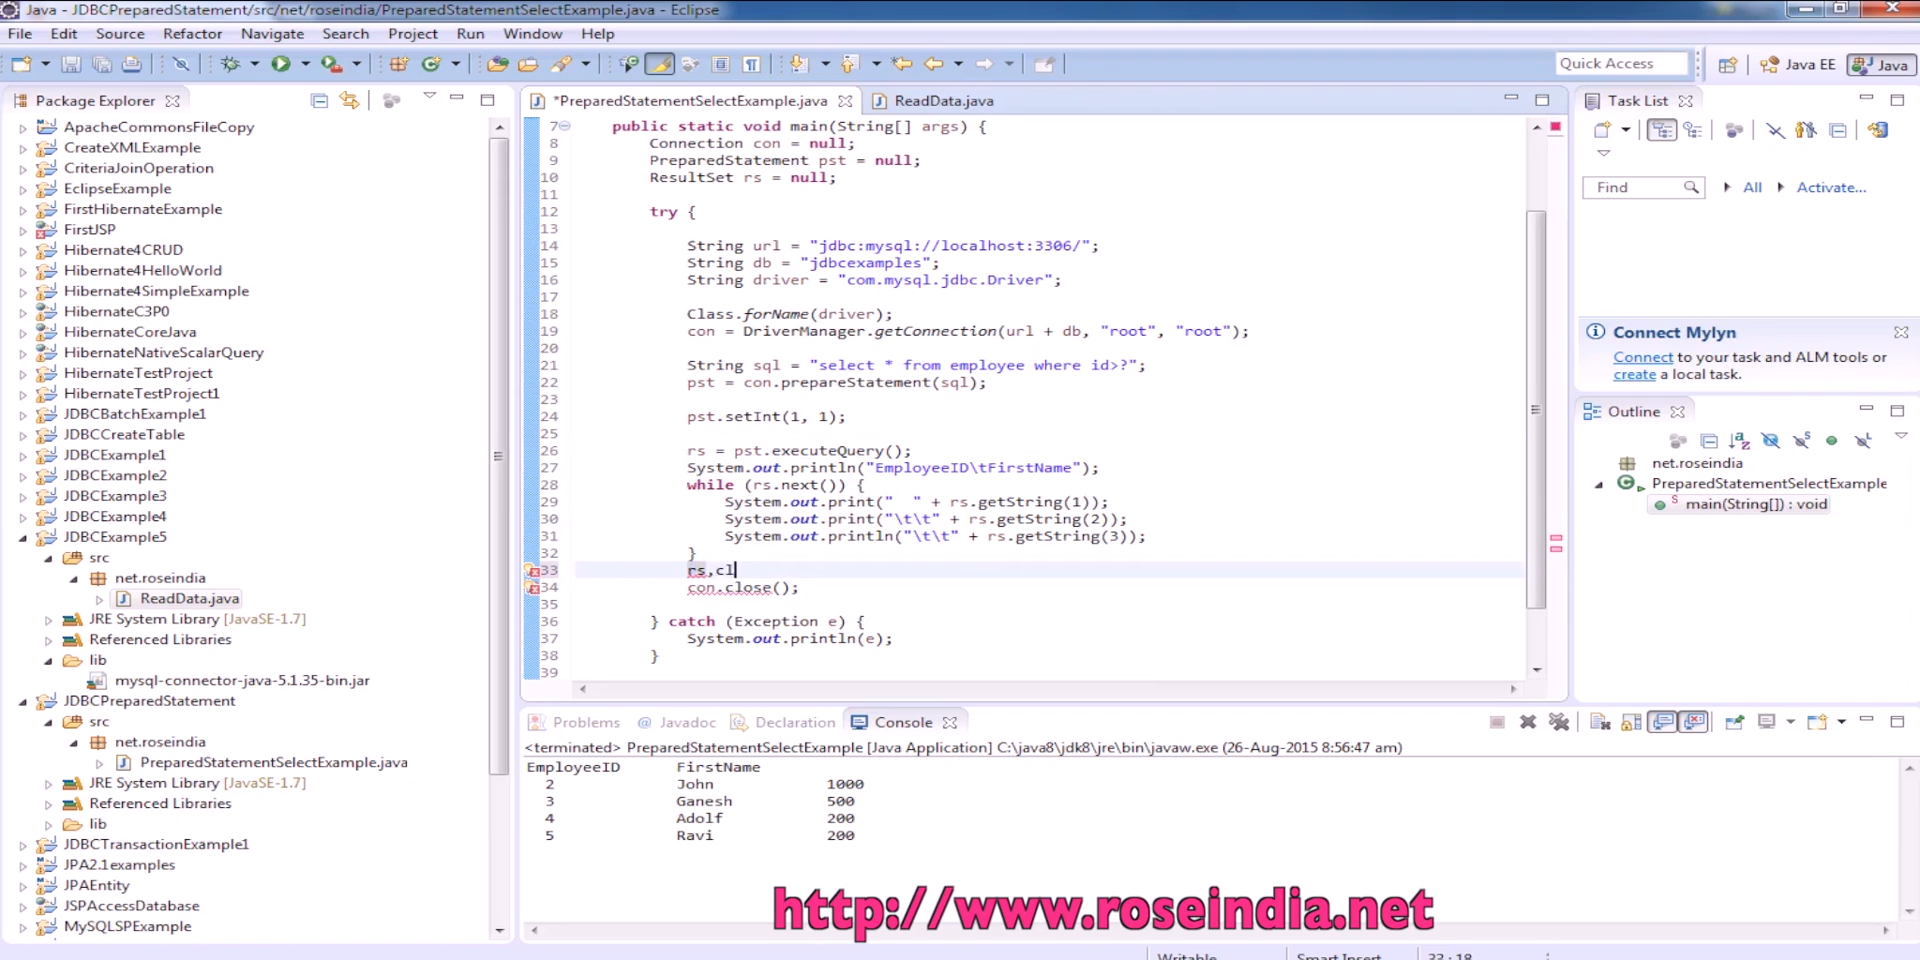 Java - JDBCPreparedStatement/src/net/roseindia/PreparedStatementSelectExample.java - Eclipse
File Edit Source Refactor Navigate Search Project Run Window Help
Quick Access Java EE Java
Package Explorer
ApacheCommonsFileCopy
CreateXMLExample
CriteriaJoinOperation
EclipseExample
FirstHibernateExample
FirstJSP
Hibernate4CRUD
Hibernate4HelloWorld
Hibernate4SimpleExample
HibernateC3P0
HibernateCoreJava
HibernateNativeScalarQuery
HibernateTestProject
HibernateTestProject1
JDBCBatchExample1
JDBCCreateTable
JDBCExample1
JDBCExample2
JDBCExample3
JDBCExample4
JDBCExample5
src
net.roseindia
ReadData.java
JRE System Library [JavaSE-1.7]
Referenced Libraries
lib
mysql-connector-java-5.1.35-bin.jar
JDBCPreparedStatement
src
net.roseindia
PreparedStatementSelectExample.java
JRE System Library [JavaSE-1.7]
Referenced Libraries
lib
JDBCTransactionExample1
JPA2.1examples
JPAEntity
JSPAccessDatabase
MySQLSPExample
*PreparedStatementSelectExample.java ReadData.java
7 public static void main(String[] args) {
8 Connection con = null;
9 PreparedStatement pst = null;
10 ResultSet rs = null;
11
12 try {
13
14 String url = "jdbc:mysql://localhost:3306/";
15 String db = "jdbcexamples";
16 String driver = "com.mysql.jdbc.Driver";
17
18 Class.forName(driver);
19 con = DriverManager.getConnection(url + db, "root", "root");
20
21 String sql = "select * from employee where id>?";
22 pst = con.prepareStatement(sql);
23
24 pst.setInt(1, 1);
25
26 rs = pst.executeQuery();
27 System.out.println("EmployeeID\tFirstName");
28 while (rs.next()) {
29 System.out.print("  " + rs.getString(1));
30 System.out.print("\t\t" + rs.getString(2));
31 System.out.println("\t\t" + rs.getString(3));
32 }
33 rs,cl
34 con.close();
35
36 } catch (Exception e) {
37 System.out.println(e);
38 }
39
Task List
Find All Activate...
Connect Mylyn
Connect to your task and ALM tools or
create a local task.
Outline
net.roseindia
PreparedStatementSelectExample
main(String[]) : void
Problems Javadoc Declaration Console
<terminated> PreparedStatementSelectExample [Java Application] C:\java8\jdk8\jre\bin\javaw.exe (26-Aug-2015 8:56:47 am)
EmployeeID FirstName
2 John 1000
3 Ganesh 500
4 Adolf 200
5 Ravi 200
http://www.roseindia.net
Writable Smart Insert 33 : 18